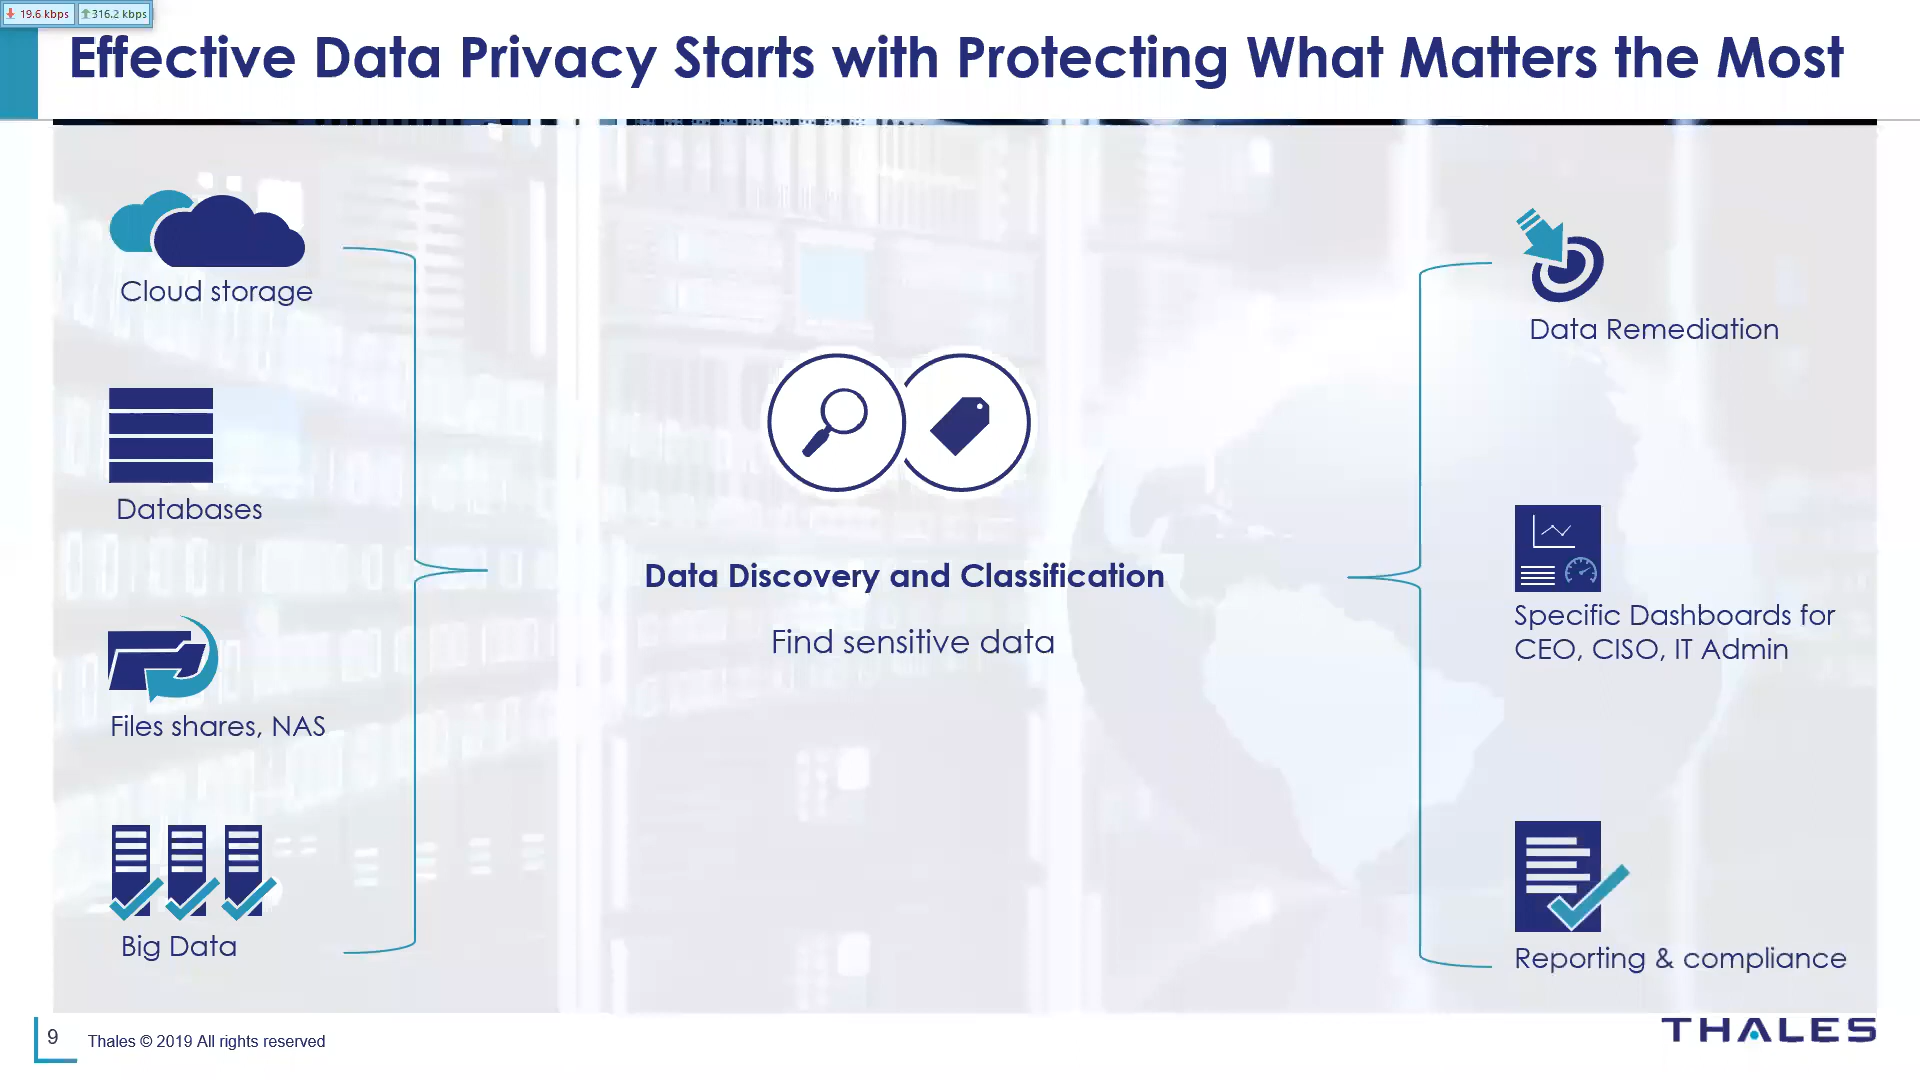 19.6 kbps 316.2 kbps
Effective Data Privacy Starts with Protecting What Matters the Most
Cloud storage
Databases
Files shares, NAS
Big Data
Data Discovery and Classification
Find sensitive data
Data Remediation
Specific Dashboards for
CEO, CISO, IT Admin
Reporting & compliance
9
Thales © 2019 All rights reserved
THALES